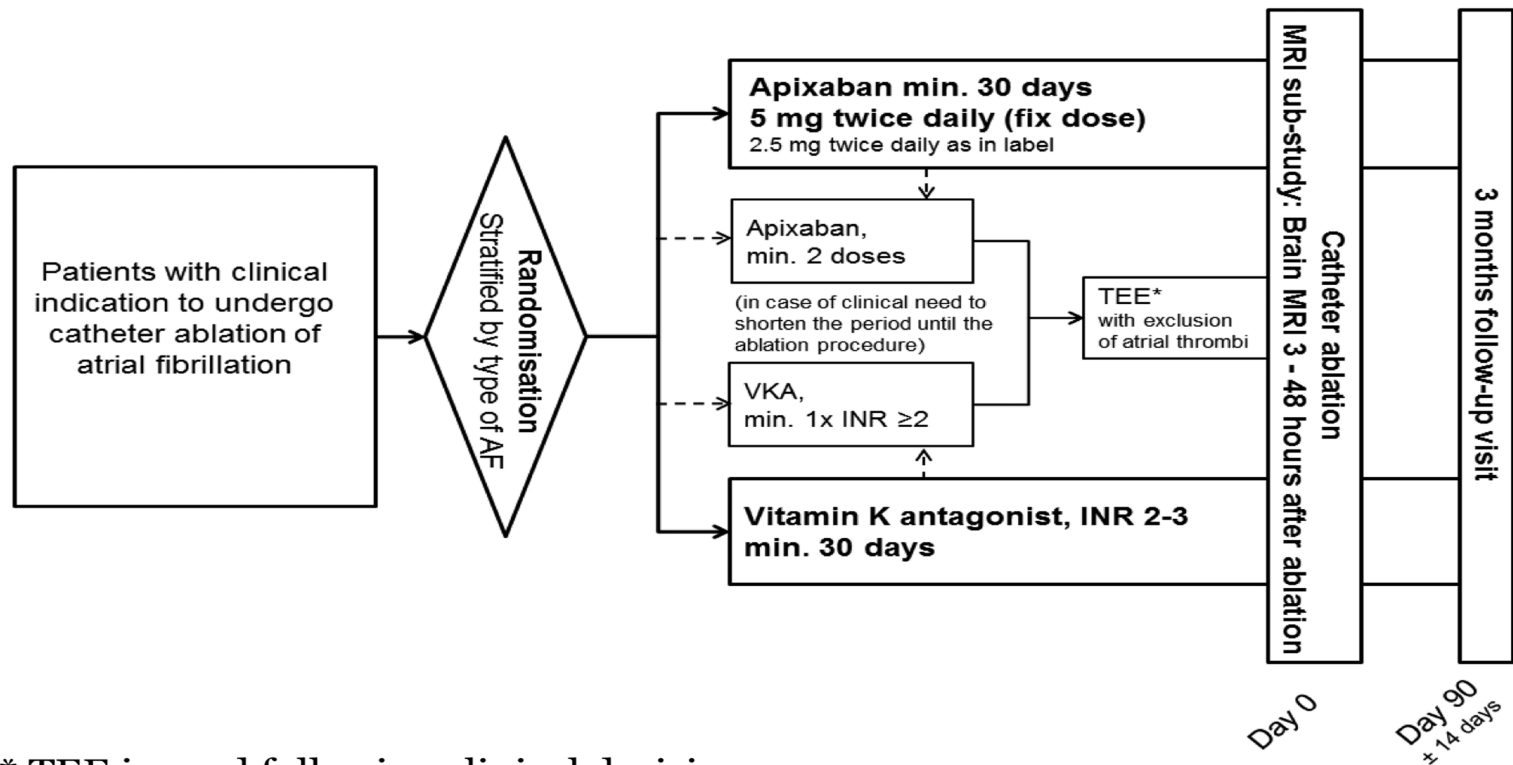 Patients with clinical
indication to undergo
catheter ablation of
atrial fibrillation
Randomisation
Stratified by type of AF
Apixaban min. 30 days
5 mg twice daily (fix dose)
2.5 mg twice daily as in label
Apixaban,
min. 2 doses
(in case of clinical need to
shorten the period until the
ablation procedure)
VKA,
min. 1x INR ≥2
Vitamin K antagonist, INR 2-3
min. 30 days
TEE*
with exclusion
of atrial thrombi
Catheter ablation
MRI sub-study: Brain MRI 3 - 48 hours after ablation
3 months follow-up visit
Day 0
Day 90
± 14 days